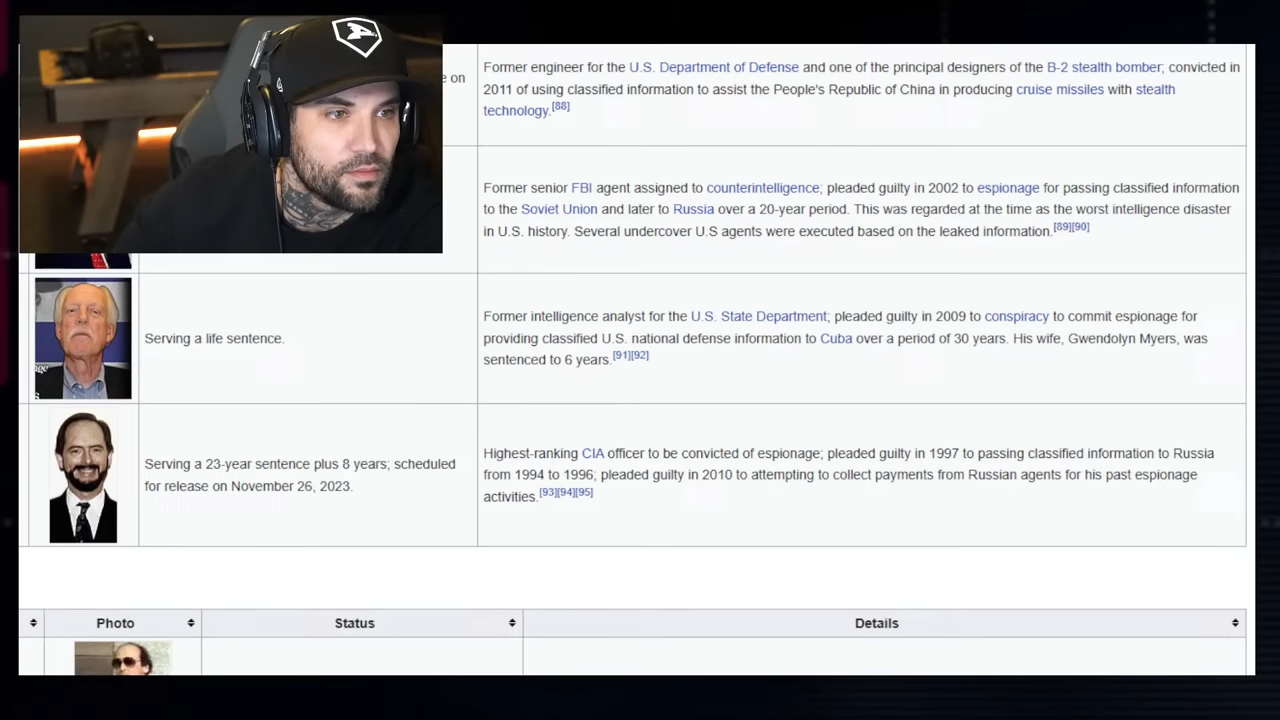 e on
Former engineer for the U.S. Department of Defense and one of the principal designers of the B-2 stealth bomber; convicted in
2011 of using classified information to assist the People's Republic of China in producing cruise missiles with stealth
technology.[88]
Former senior FBI agent assigned to counterintelligence; pleaded guilty in 2002 to espionage for passing classified information
to the Soviet Union and later to Russia over a 20-year period. This was regarded at the time as the worst intelligence disaster
in U.S. history. Several undercover U.S agents were executed based on the leaked information.[89][90]
Serving a life sentence.
Former intelligence analyst for the U.S. State Department; pleaded guilty in 2009 to conspiracy to commit espionage for
providing classified U.S. national defense information to Cuba over a period of 30 years. His wife, Gwendolyn Myers, was
sentenced to 6 years.[91][92]
Serving a 23-year sentence plus 8 years; scheduled
for release on November 26, 2023.
Highest-ranking CIA officer to be convicted of espionage; pleaded guilty in 1997 to passing classified information to Russia
from 1994 to 1996; pleaded guilty in 2010 to attempting to collect payments from Russian agents for his past espionage
activities.[93][94][95]
Photo
Status
Details